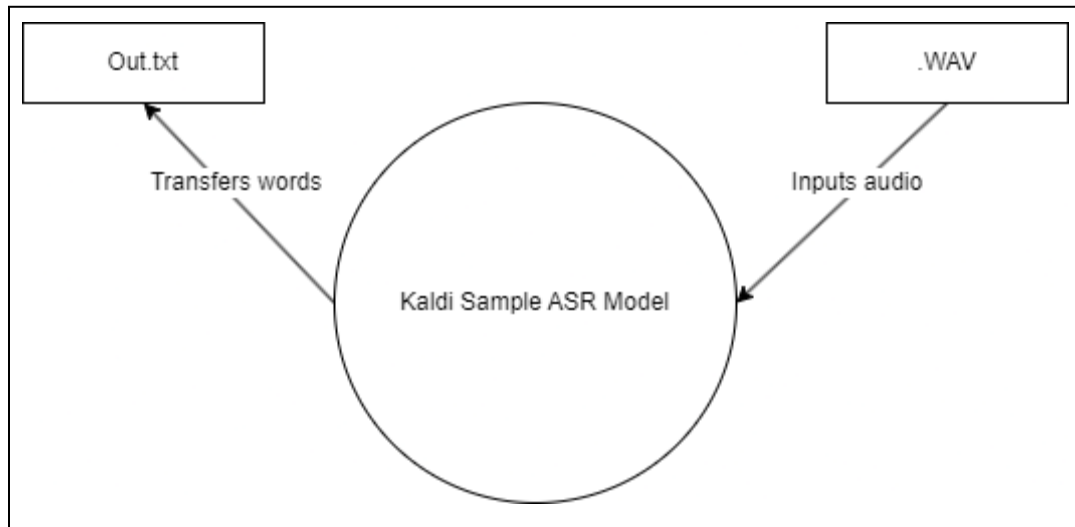 Out.txt
.WAV
Transfers words
Inputs audio
Kaldi Sample ASR Model